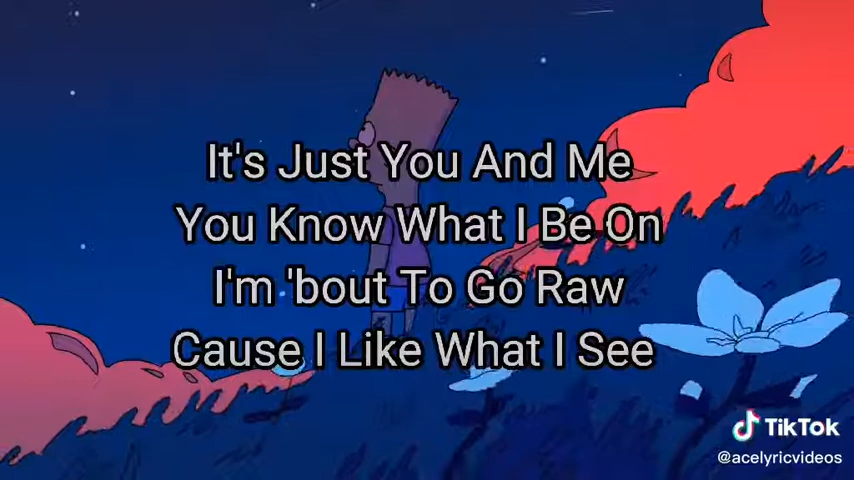 It's Just You And Me
You Know What I Be On
I'm 'bout To Go Raw
Cause I Like What I See
TikTok
@acelyricvideos